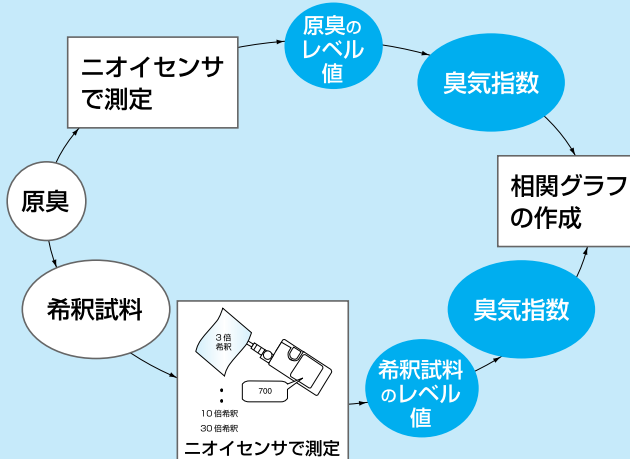 原臭の
レベル
値
ニオイセンサ
で測定
臭気指数
原臭
相関グラフ
の作成
希釈試料
臭気指数
3倍
希釈
700
:
10倍希釈
30倍希釈
ニオイセンサで測定
希釈試料
のレベル
値